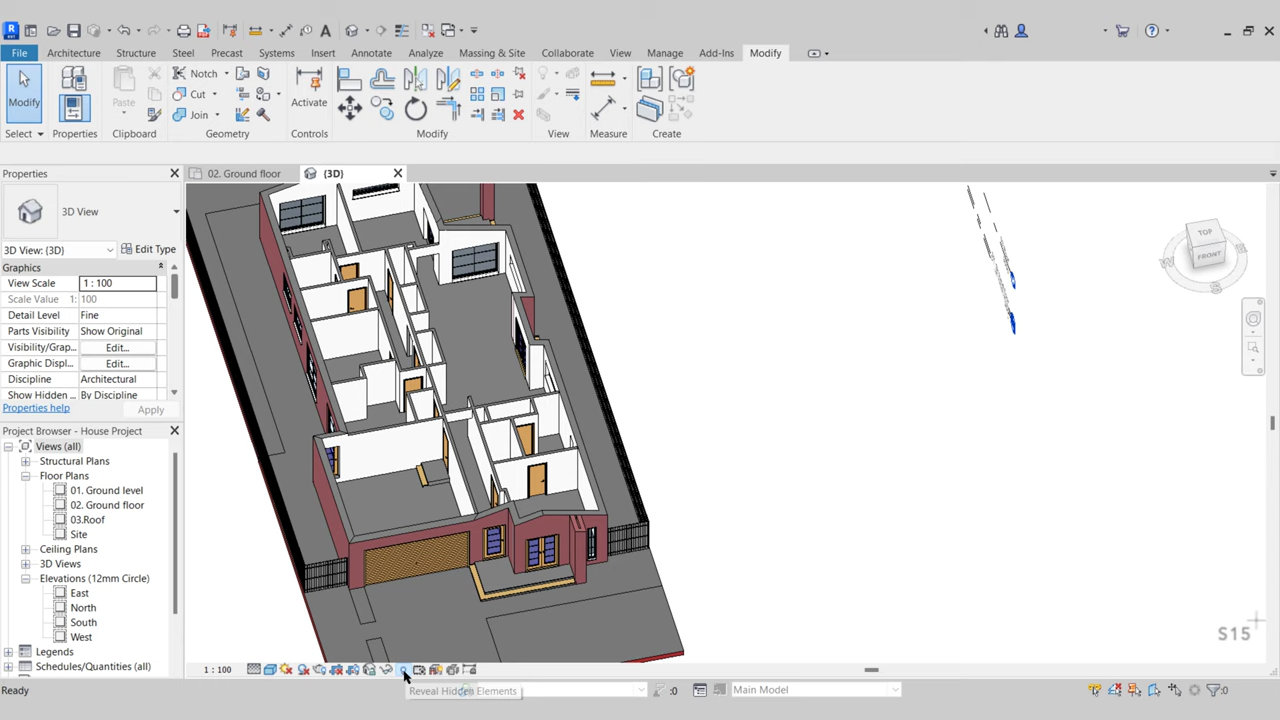 File Architecture Structure Steel Precast Systems Insert Annotate Analyze Massing & Site Collaborate View Manage Add-Ins Modify
Modify Paste Notch Cut Join Activate
Select Properties Clipboard Geometry Controls Modify View Measure Create
Properties
02. Ground floor {3D}
3D View
3D View: {3D} Edit Type
Graphics
View Scale 1 : 100
Scale Value 1: 100
Detail Level Fine
Parts Visibility Show Original
Visibility/Grap... Edit...
Graphic Displ... Edit...
Discipline Architectural
Show Hidden ... By Discipline
Properties help Apply
Project Browser - House Project
Views (all)
Structural Plans
Floor Plans
01. Ground level
02. Ground floor
03.Roof
Site
Ceiling Plans
3D Views
Elevations (12mm Circle)
East
North
South
West
Legends
Schedules/Quantities (all)
TOP
FRONT
W
S
S15
1 : 100
Reveal Hidden Elements
Ready :0 Main Model :0